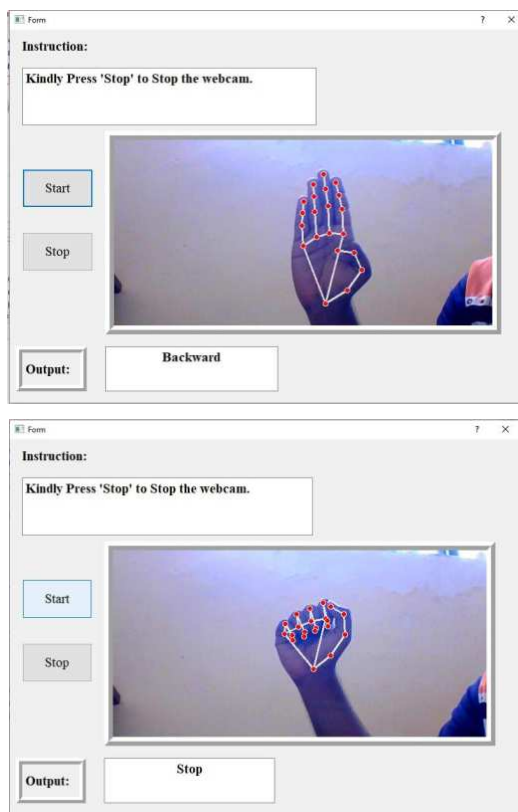 Form
?
×
Instruction:
Kindly Press 'Stop' to Stop the webcam.
Start
Stop
Output:
Backward
Form
?
×
Instruction:
Kindly Press 'Stop' to Stop the webcam.
Start
Stop
Output:
Stop